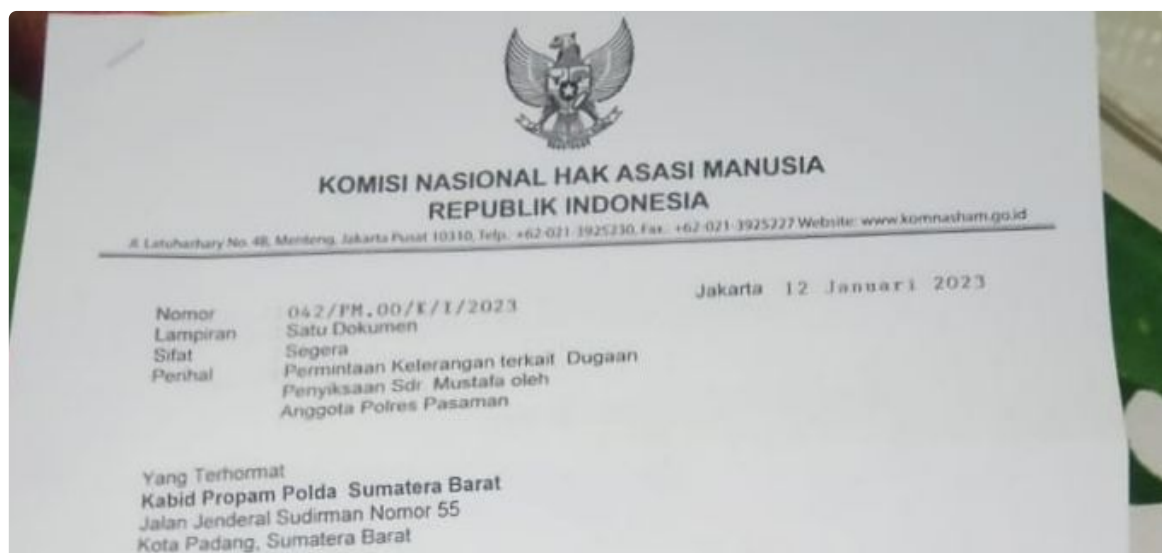 KOMISI NASIONAL HAK ASASI MANUSIA
REPUBLIK INDONESIA
Jl. Latuharhary No. 4B, Menteng, Jakarta Pusat 10310, Telp. +62-021-3925230, Fax. +62-021-3925227 Website: www.komnasham.go.id
Jakarta 12 Januari 2023
Nomor 042/PM.00/K/I/2023
Lampiran Satu Dokumen
Sifat Segera
Perihal Permintaan Keterangan terkait Dugaan
Penyiksaan Sdr Mustafa oleh
Anggota Polres Pasaman
Yang Terhormat
Kabid Propam Polda Sumatera Barat
Jalan Jenderal Sudirman Nomor 55
Kota Padang, Sumatera Barat